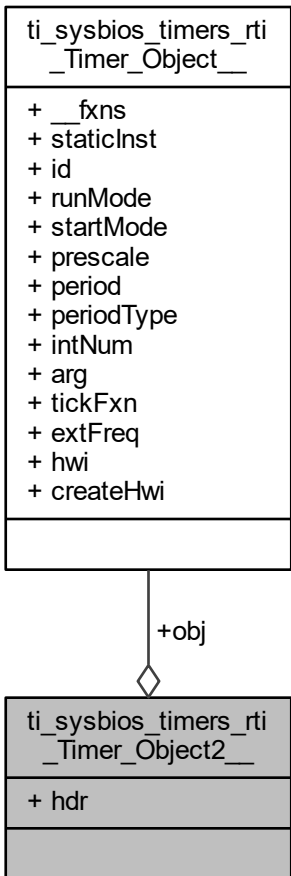 ti_sysbios_timers_rti
_Timer_Object__
+ __fxns
+ staticInst
+ id
+ runMode
+ startMode
+ prescale
+ period
+ periodType
+ intNum
+ arg
+ tickFxn
+ extFreq
+ hwi
+ createHwi
+obj
ti_sysbios_timers_rti
_Timer_Object2__
+ hdr